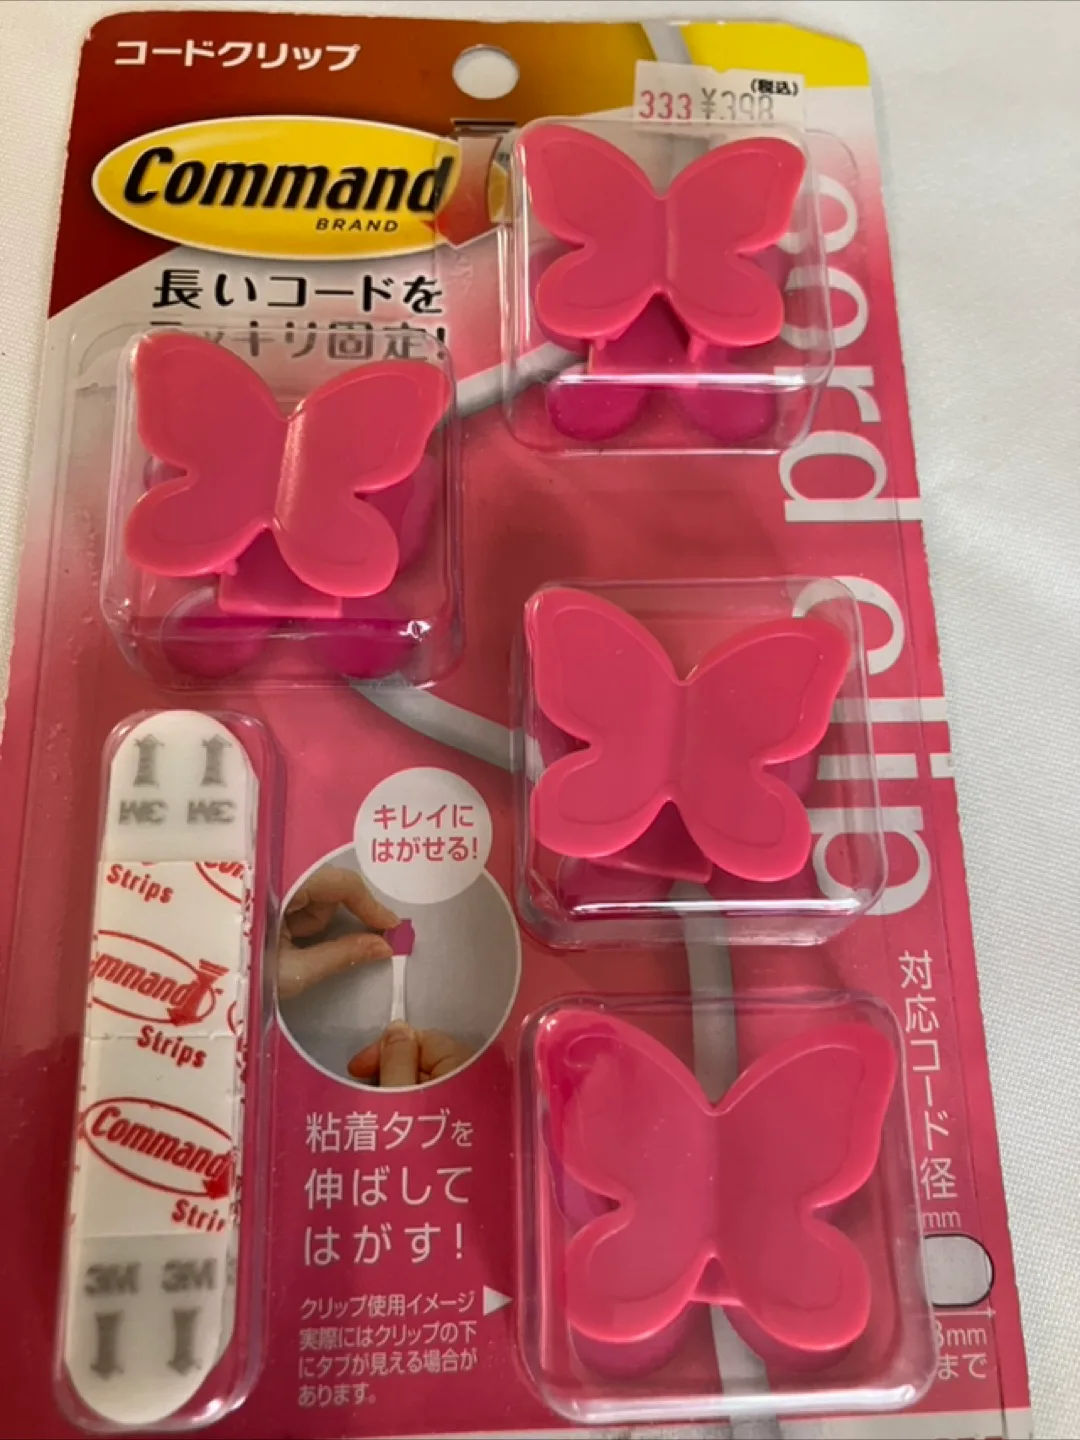 コードクリップ
(税込)
333 ¥398
Command
BRAND
長いコードを
スッキリ固定!
cord clip
キレイに
はがせる!
Strips
Command
Strips
Command
Strips
3M 3M
3M 3M
粘着タブを
伸ばして
はがす!
クリップ使用イメージ
実際にはクリップの下
にタブが見える場合が
あります。
対応コード径
mm
8mm
まで